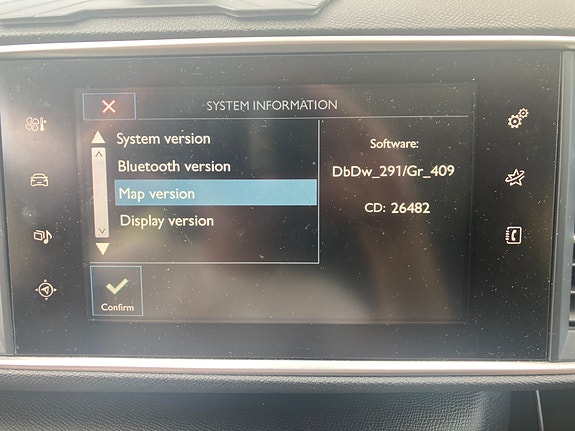 SYSTEM INFORMATION
System version
Bluetooth version
Map version
Display version
Software:
DbDw_291/Gr_409
CD: 26482
Confirm